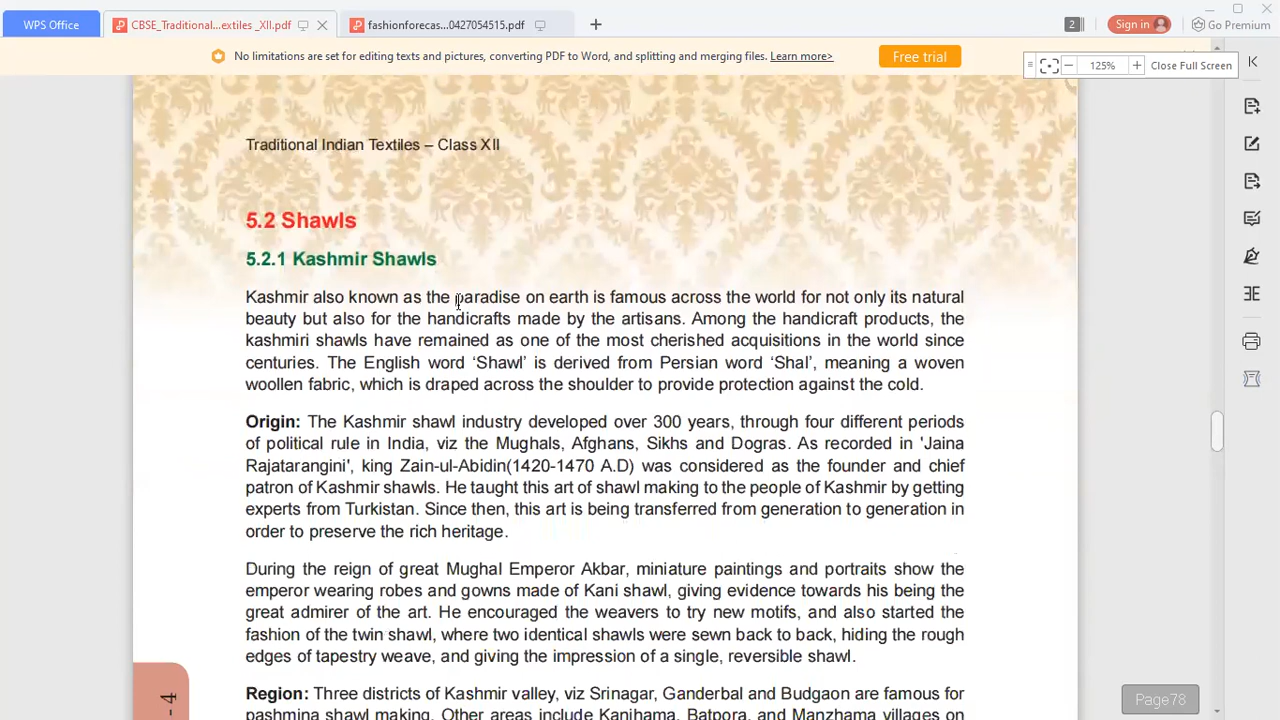 WPS Office
CBSE_Traditional...extiles _XII.pdf
fashionforecas...0427054515.pdf
2
Sign in
Go Premium
No limitations are set for editing texts and pictures, converting PDF to Word, and splitting and merging files. Learn more>
Free trial
125%
Close Full Screen
Traditional Indian Textiles – Class XII
5.2 Shawls
5.2.1 Kashmir Shawls
Kashmir also known as the paradise on earth is famous across the world for not only its natural
beauty but also for the handicrafts made by the artisans. Among the handicraft products, the
kashmiri shawls have remained as one of the most cherished acquisitions in the world since
centuries. The English word ‘Shawl’ is derived from Persian word ‘Shal’, meaning a woven
woollen fabric, which is draped across the shoulder to provide protection against the cold.
Origin: The Kashmir shawl industry developed over 300 years, through four different periods
of political rule in India, viz the Mughals, Afghans, Sikhs and Dogras. As recorded in 'Jaina
Rajatarangini', king Zain-ul-Abidin(1420-1470 A.D) was considered as the founder and chief
patron of Kashmir shawls. He taught this art of shawl making to the people of Kashmir by getting
experts from Turkistan. Since then, this art is being transferred from generation to generation in
order to preserve the rich heritage.
During the reign of great Mughal Emperor Akbar, miniature paintings and portraits show the
emperor wearing robes and gowns made of Kani shawl, giving evidence towards his being the
great admirer of the art. He encouraged the weavers to try new motifs, and also started the
fashion of the twin shawl, where two identical shawls were sewn back to back, hiding the rough
edges of tapestry weave, and giving the impression of a single, reversible shawl.
Region: Three districts of Kashmir valley, viz Srinagar, Ganderbal and Budgaon are famous for
pashmina shawl making. Other areas include Kanihama, Batpora, and Manzhama villages on
- 4
Page78